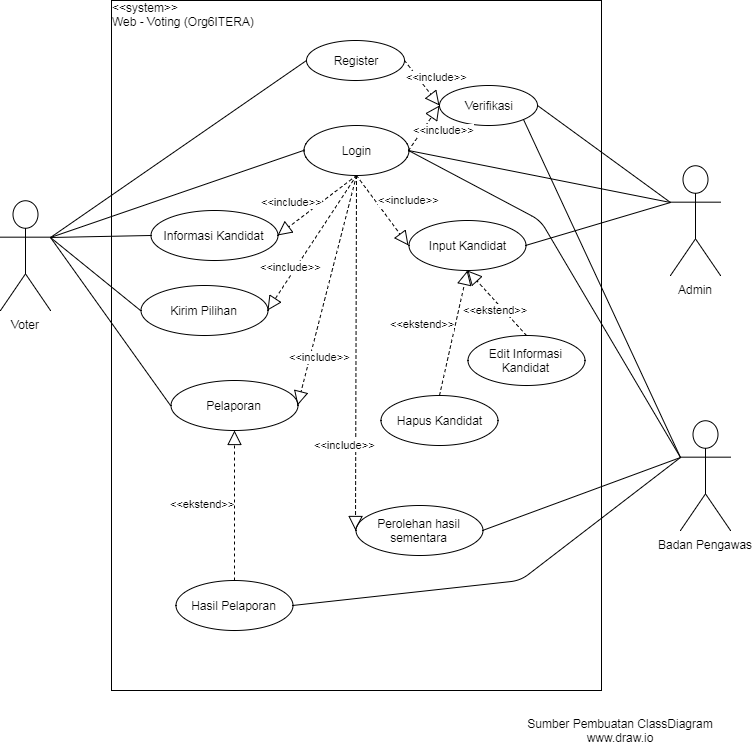 <<system>>
Web - Voting (Org6ITERA)
Register
<<include>>
Verifikasi
<<include>>
Login
<<include>>
<<include>>
Informasi Kandidat
Input Kandidat
<<include>>
Admin
Kirim Pilihan
<<ekstend>>
<<ekstend>>
Voter
Edit Informasi
Kandidat
<<include>>
Pelaporan
Hapus Kandidat
<<include>>
<<ekstend>>
Perolehan hasil
sementara
Badan Pengawas
Hasil Pelaporan
Sumber Pembuatan ClassDiagram
www.draw.io